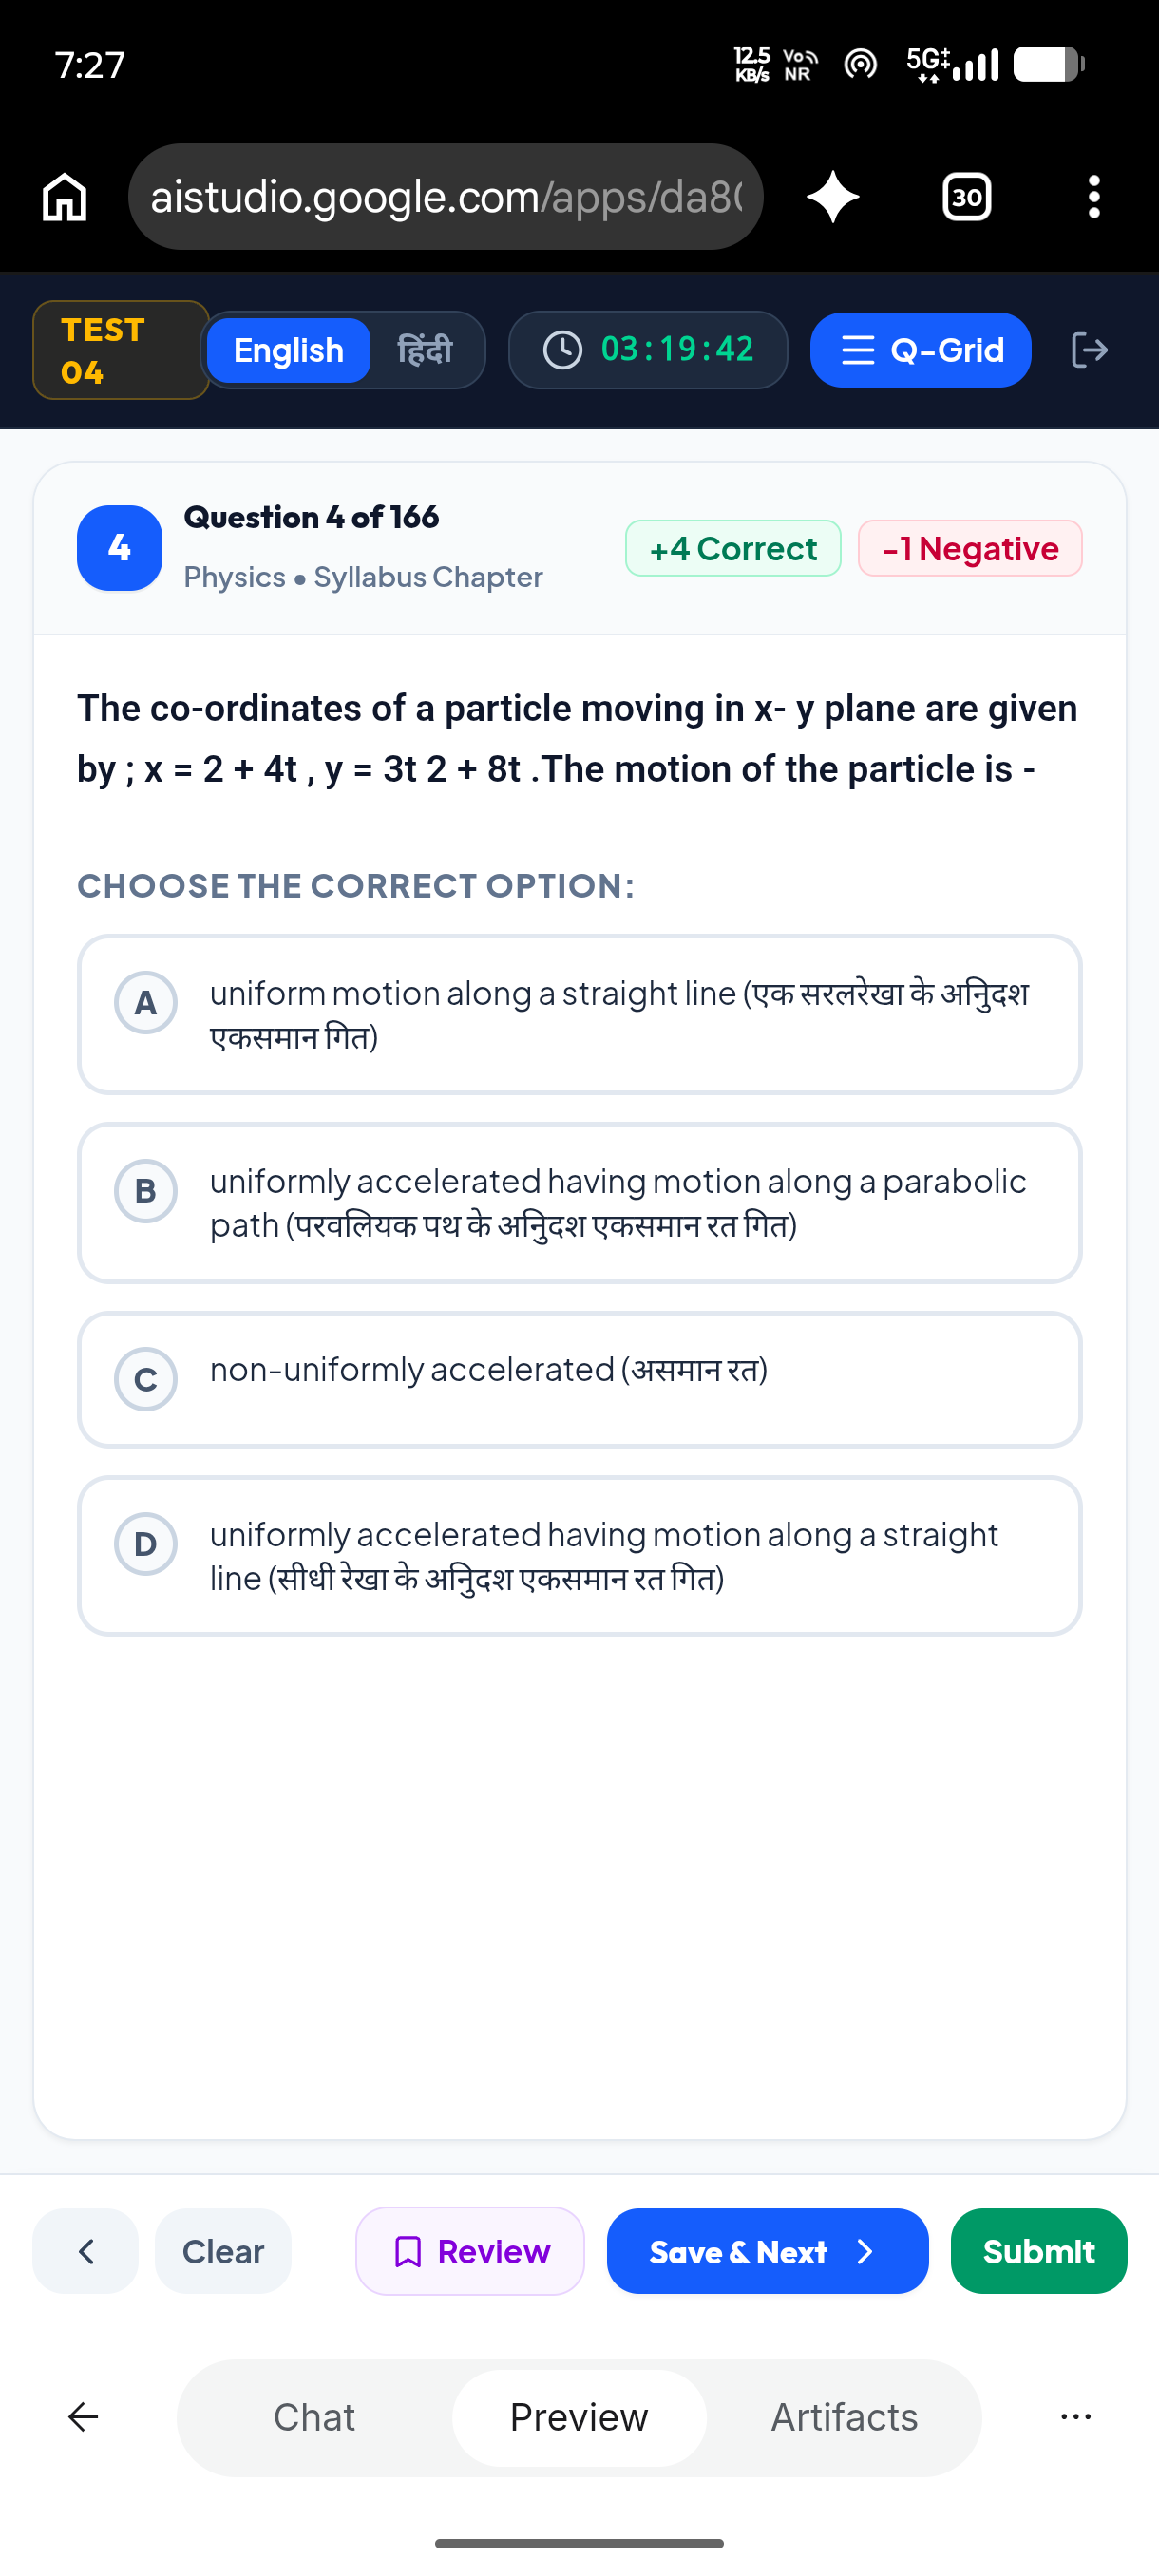 7:27
12.5 KB/s Vo NR 5G
aistudio.google.com/apps/da8
30
TEST 04
English हिंदी
03:19:42
Q-Grid
4
Question 4 of 166
Physics • Syllabus Chapter
+4 Correct
-1 Negative
The co-ordinates of a particle moving in x- y plane are given
by ; x = 2 + 4t , y = 3t 2 + 8t .The motion of the particle is -
CHOOSE THE CORRECT OPTION:
A
uniform motion along a straight line (एक सरलरेखा के अनुिदश
एकसमान गित)
B
uniformly accelerated having motion along a parabolic
path (परवलियक पथ के अनुिदश एकसमान रत गित)
C
non-uniformly accelerated (असमान रत)
D
uniformly accelerated having motion along a straight
line (सीधी रेखा के अनुिदश एकसमान रत गित)
Clear
Review
Save & Next
Submit
Chat
Preview
Artifacts